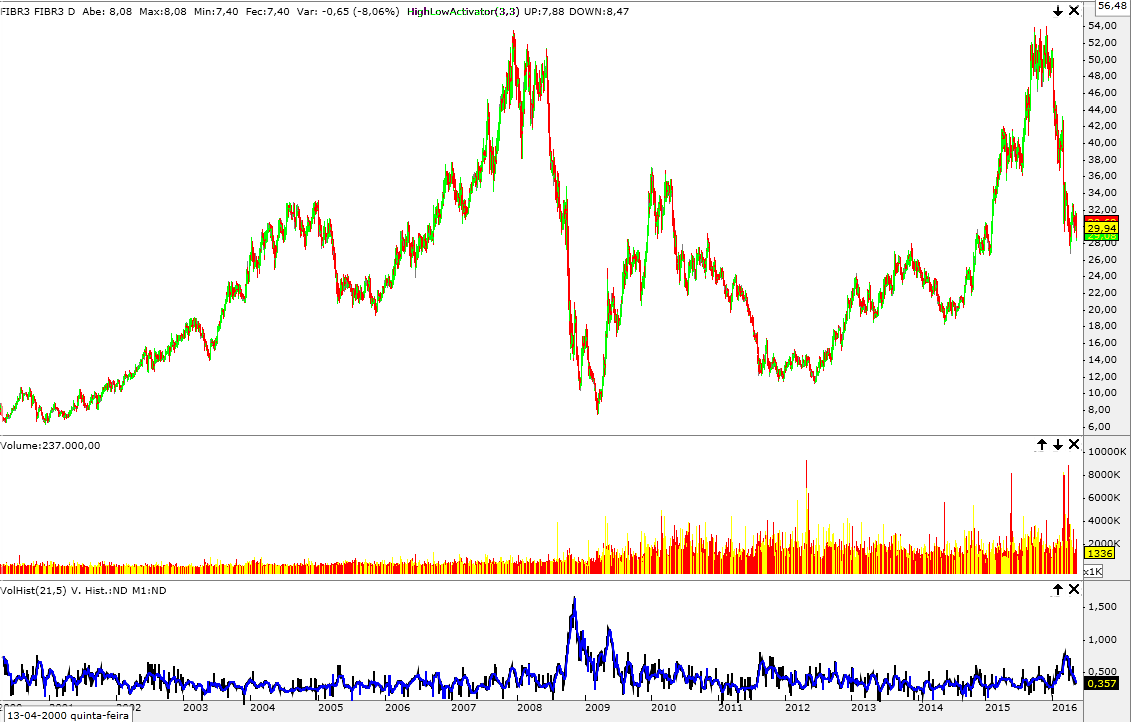 FIBR3 FIBR3 D Abe: 8,08 Max:8,08 Min:7,40 Fec:7,40 Var: -0,65 (-8,06%) HighLowActivator(3,3) UP:7,88 DOWN:8,47
56,48
54,00
52,00
50,00
48,00
46,00
44,00
42,00
40,00
38,00
36,00
34,00
32,00
29,94
28,00
26,00
24,00
22,00
20,00
18,00
16,00
14,00
12,00
10,00
8,00
6,00
Volume:237.000,00
10000K
8000K
6000K
4000K
2000K
1336
x1K
VolHist(21,5) V. Hist.:ND M1:ND
1,500
1,000
0,500
0,357
2001 2002 2003 2004 2005 2006 2007 2008 2009 2010 2011 2012 2013 2014 2015 2016
13-04-2000 quinta-feira